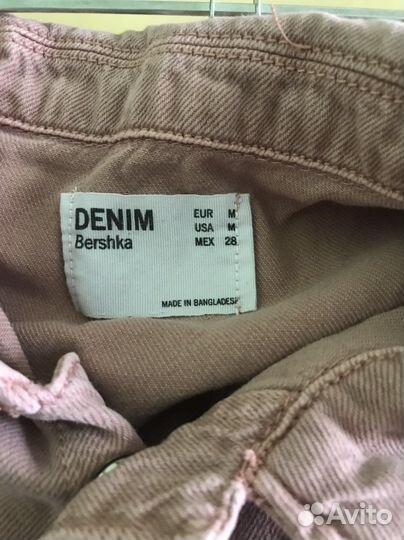 DENIM
Bershka
EUR M
USA M
MEX 28
MADE IN BANGLADESH
Avito